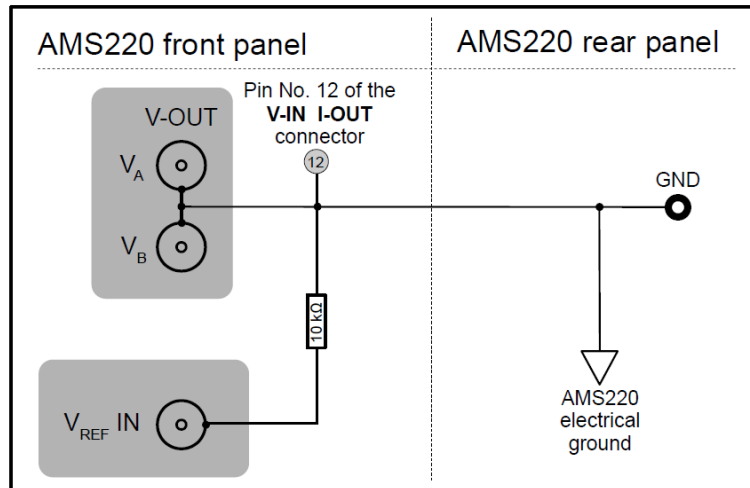 AMS220 front panel
AMS220 rear panel
Pin No. 12 of the
V-IN I-OUT
connector
12
V-OUT
VA
VB
GND
10 kΩ
VREF IN
AMS220
electrical
ground